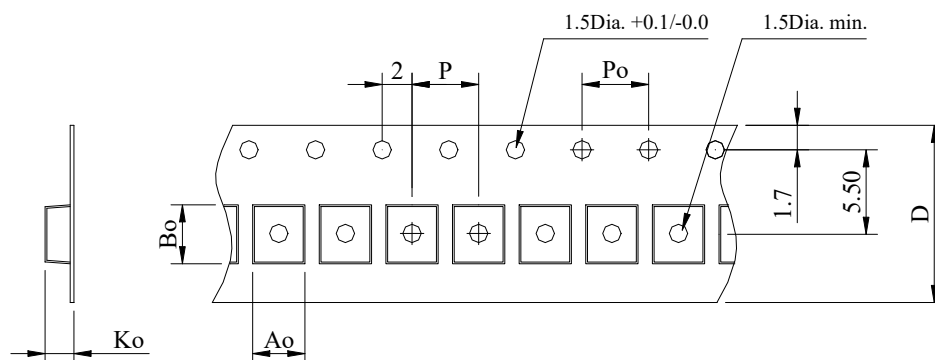 1.5Dia. +0.1/-0.0
1.5Dia. min.
2
P
Po
1.7
5.50
D
Bo
Ko
Ao